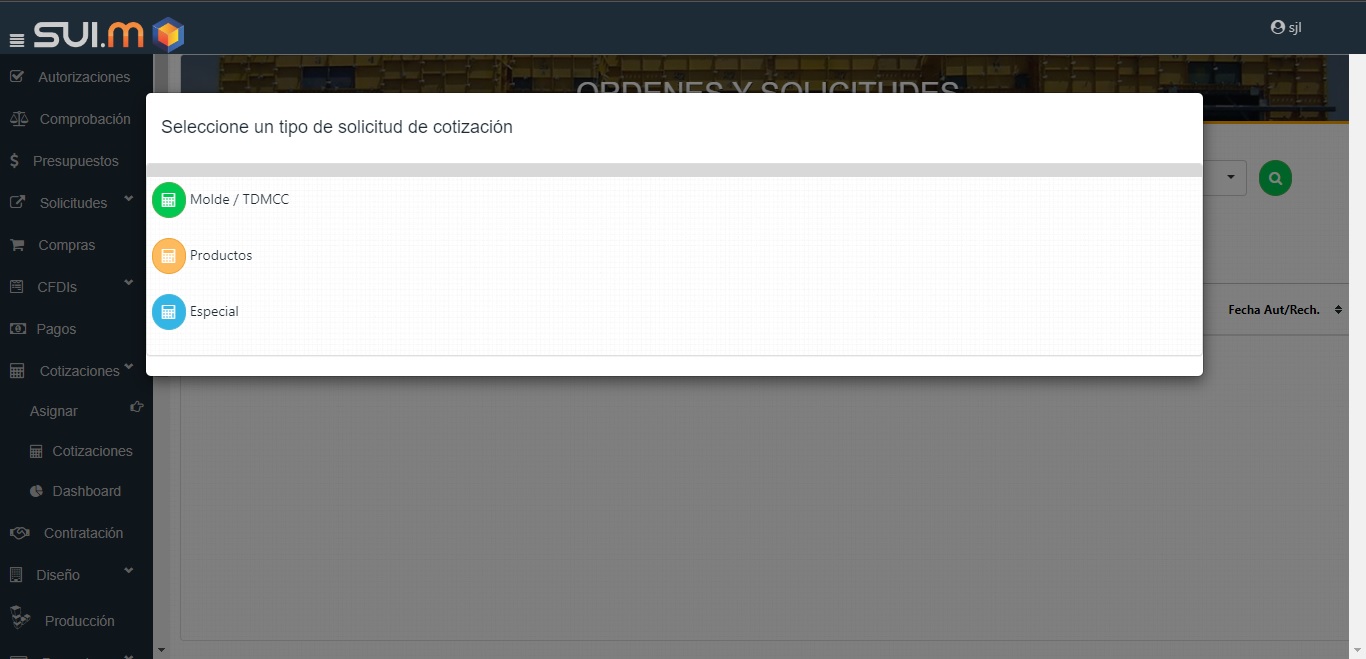 SUI.m
sjl
Autorizaciones
Comprobación
Presupuestos
Solicitudes
Compras
CFDIs
Pagos
Cotizaciones
Asignar
Cotizaciones
Dashboard
Contratación
Diseño
Producción
ORDENES Y SOLICITUDES
Seleccione un tipo de solicitud de cotización
Molde / TDMCC
Productos
Especial
Fecha Aut/Rech.